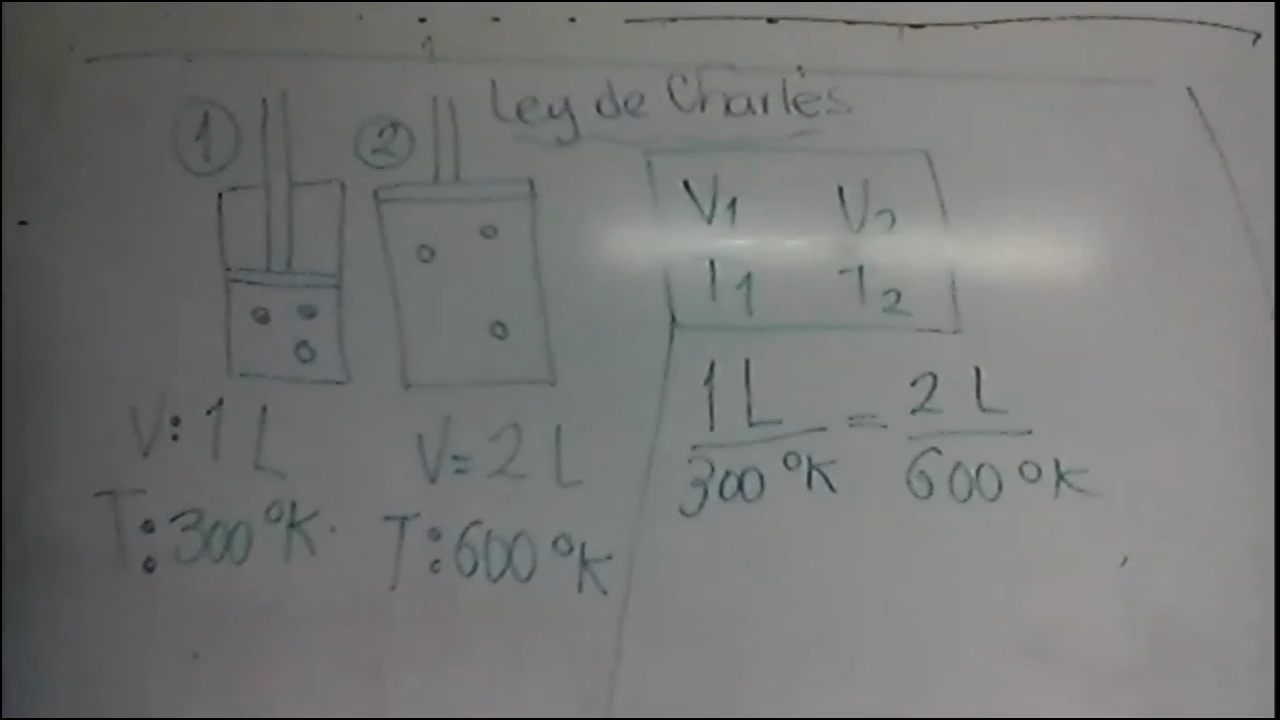 Ley de Charles
1
2
V1 V2
T1 T2
V: 1 L
T: 300 °K.
V= 2 L
T: 600 °K
1 L = 2 L
300 °K 600 °K